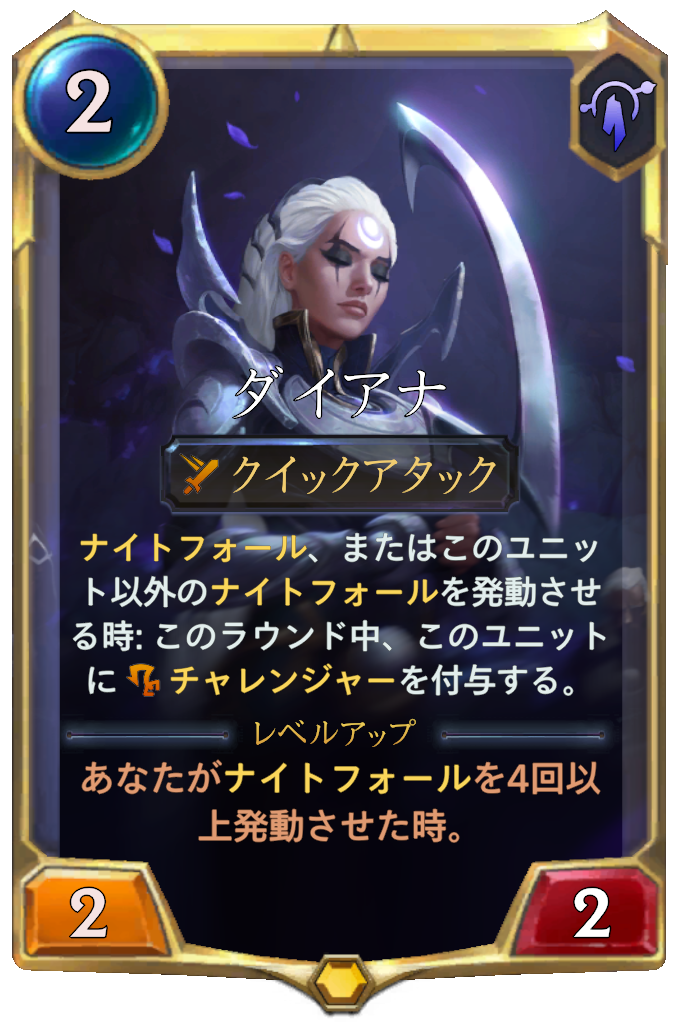 2
ダイアナ
クイックアタック
ナイトフォール、またはこのユニッ
ト以外のナイトフォールを発動させ
る時: このラウンド中、このユニット
に チャレンジャーを付与する。
レベルアップ
あなたがナイトフォールを4回以
上発動させた時。
2
2